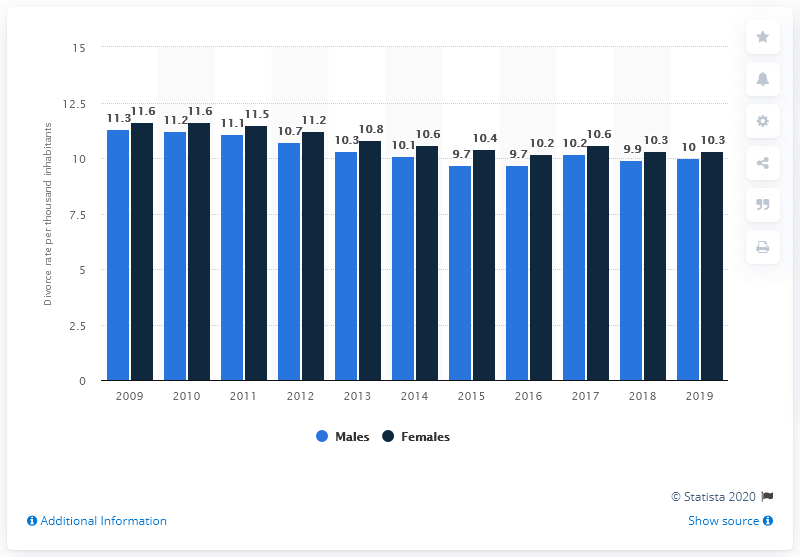 15
12.5
10
7.5
5
2.5
0
Divorce rate per thousand inhabitants
11.3 11.6 11.2 11.6 11.1 11.5 10.7 11.2 10.3 10.8 10.1 10.6 9.7 10.4 9.7 10.2 10.2 10.6 9.9 10.3 10 10.3
2009 2010 2011 2012 2013 2014 2015 2016 2017 2018 2019
Males Females
© Statista 2020
Additional Information Show source